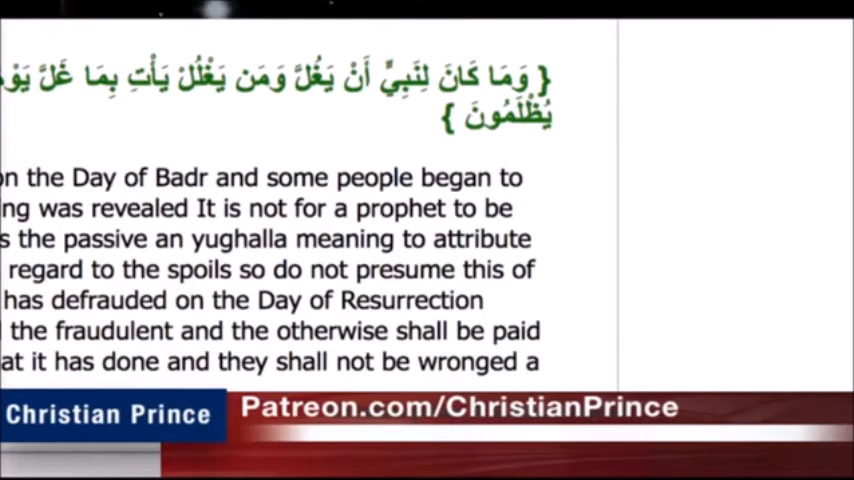 { وَمَا كَانَ لِنَبِيٍّ أَنْ يَغُلَّ وَمَن يَغْلُلْ يَأْتِ بِمَا غَلَّ
يُظْلَمُونَ }
on the Day of Badr and some people began to
ng was revealed It is not for a prophet to be
s the passive an yughalla meaning to attribute
regard to the spoils so do not presume this of
has defrauded on the Day of Resurrection
the fraudulent and the otherwise shall be paid
at it has done and they shall not be wronged a
Christian Prince
Patreon.com/ChristianPrince